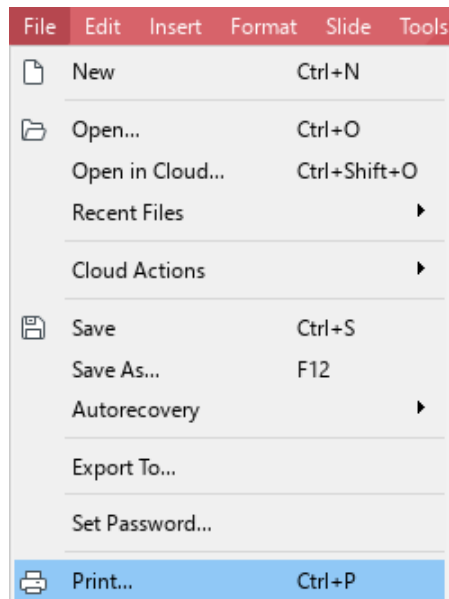 File Edit Insert Format Slide Tools
New Ctrl+N
Open... Ctrl+O
Open in Cloud... Ctrl+Shift+O
Recent Files
Cloud Actions
Save Ctrl+S
Save As... F12
Autorecovery
Export To...
Set Password...
Print... Ctrl+P